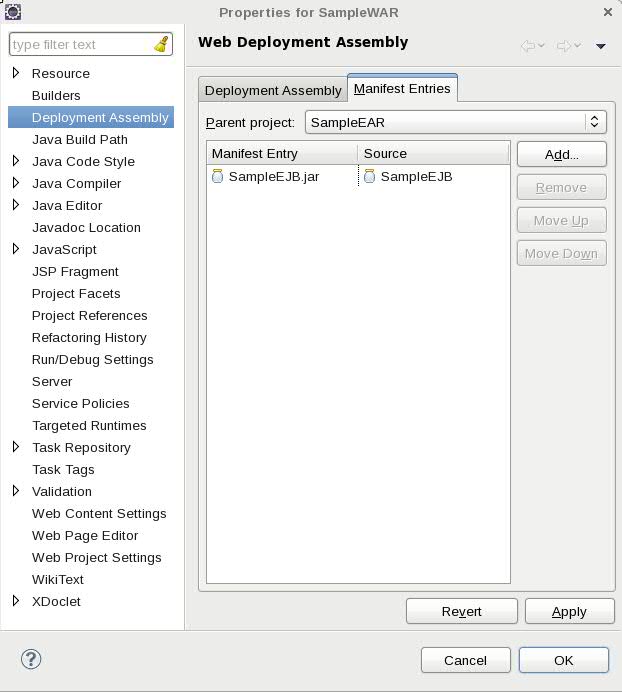 Properties for SampleWAR
type filter text
Resource
Builders
Deployment Assembly
Java Build Path
Java Code Style
Java Compiler
Java Editor
Javadoc Location
JavaScript
JSP Fragment
Project Facets
Project References
Refactoring History
Run/Debug Settings
Server
Service Policies
Targeted Runtimes
Task Repository
Task Tags
Validation
Web Content Settings
Web Page Editor
Web Project Settings
WikiText
XDoclet
Web Deployment Assembly
Deployment Assembly
Manifest Entries
Parent project: SampleEAR
Manifest Entry Source
SampleEJB.jar SampleEJB
Add...
Remove
Move Up
Move Down
Revert Apply
?
Cancel OK